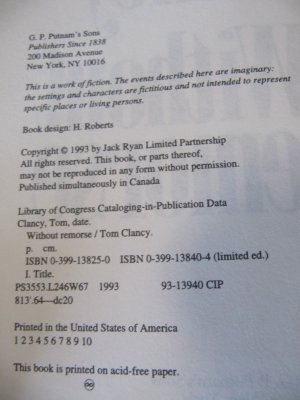 G. P. Putnam's Sons
Publishers Since 1838
200 Madison Avenue
New York, NY 10016
This is a work of fiction. The events described here are imaginary:
the settings and characters are fictitious and not intended to represent
specific places or living persons.
Book design: H. Roberts
Copyright © 1993 by Jack Ryan Limited Partnership
All rights reserved. This book, or parts thereof,
may not be reproduced in any form without permission.
Published simultaneously in Canada
Library of Congress Cataloging-in-Publication Data
Clancy, Tom, date.
Without remorse / Tom Clancy.
p. cm.
ISBN 0-399-13825-0 ISBN 0-399-13840-4 (limited ed.)
I. Title.
PS3553.L246W67 1993 93-13940 CIP
813'.64—dc20
Printed in the United States of America
1 2 3 4 5 6 7 8 9 10
This book is printed on acid-free paper.